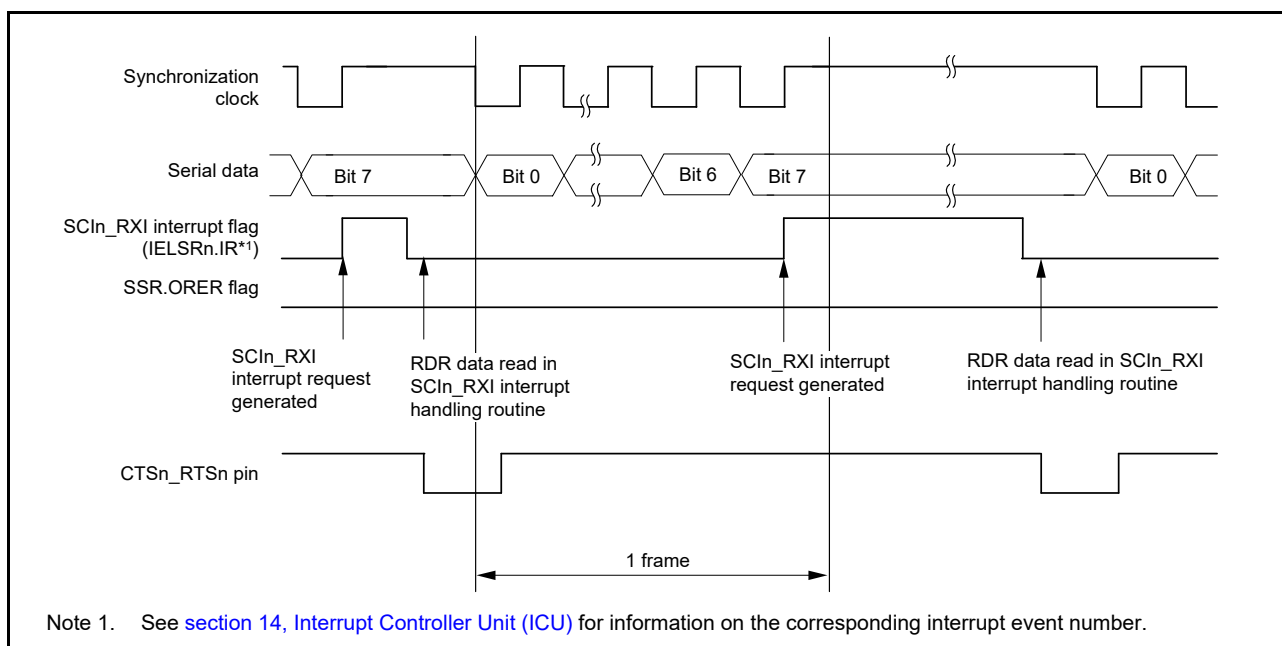 Synchronization
clock
Serial data
Bit 7
Bit 0
Bit 6
Bit 7
Bit 0
SCIn_RXI interrupt flag
(IELSRn.IR*1)
SSR.ORER flag
SCIn_RXI
interrupt request
generated
RDR data read in
SCIn_RXI interrupt
handling routine
SCIn_RXI interrupt
request generated
RDR data read in SCIn_RXI
interrupt handling routine
CTSn_RTSn pin
1 frame
Note 1. See section 14, Interrupt Controller Unit (ICU) for information on the corresponding interrupt event number.